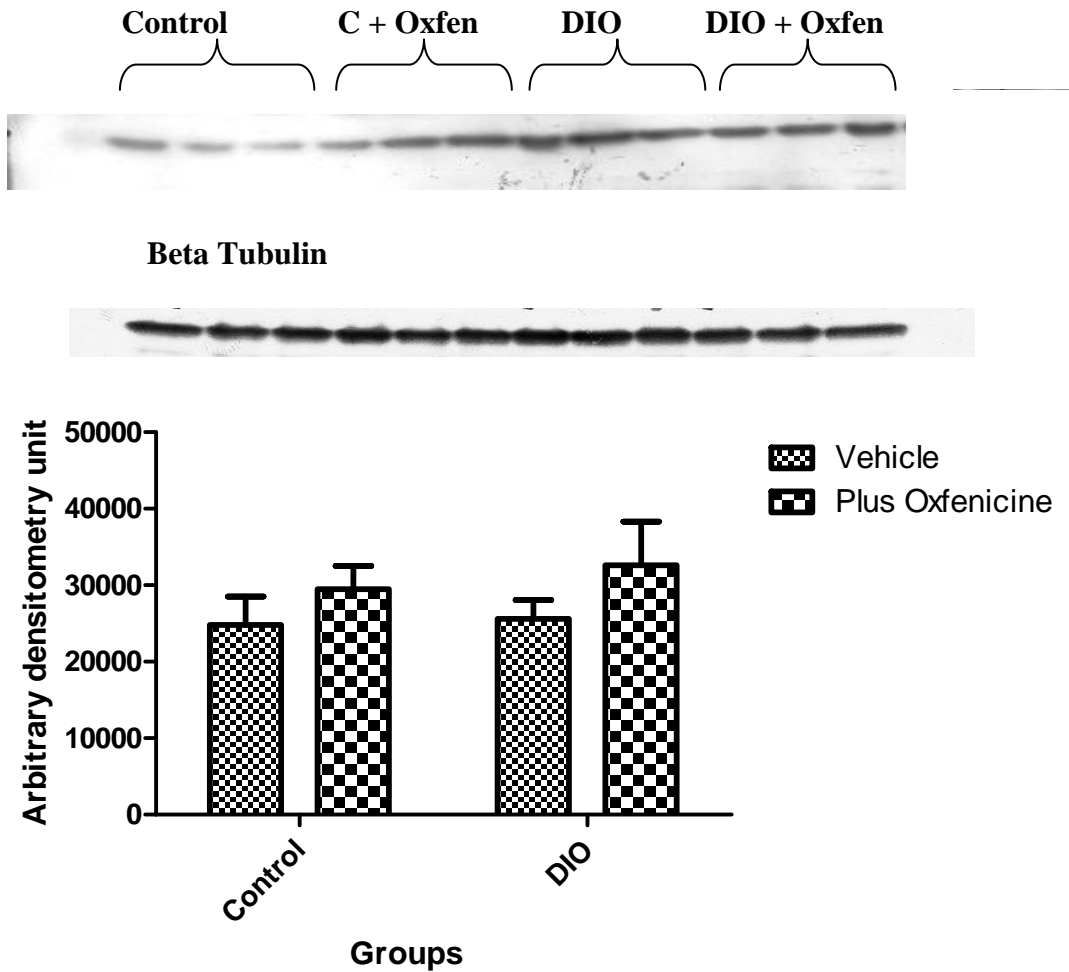 Control C + Oxfen DIO DIO + Oxfen
Beta Tubulin
50000
40000
30000
20000
10000
0
Arbitrary densitometry unit
Vehicle
Plus Oxfenicine
Control
DIO
Groups